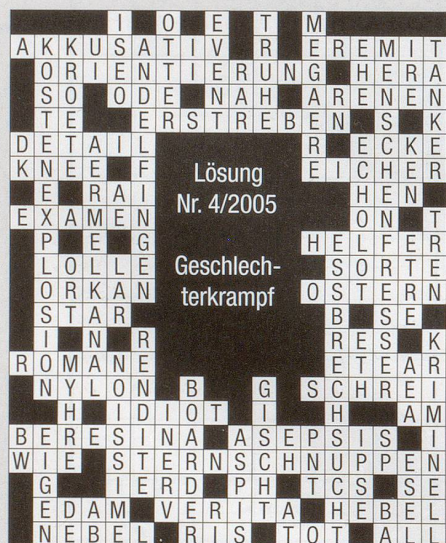 I O E T M
AKKUSATIV R EREMIT
ORIENTIERUNG HERA
SO ODE NAH ARENEN
TE ERSTREBEN S K
DETAIL R ECKE
KNEE F EICHER
E RAI HEN
EXAMEN ON T
P E G HELFER
LOLLE SORTE
ORKAN OSTERN
STAR B SE
I N R RES K
ROMANE ETEAR
NYLON B G SCHREI
H IDIOT I H AM
BERESINA ASEPSIS I
WIE STERNSCHNUPPEN
G IERD PH TCS SE
EDAM VERITA HEBEL
NEBEL RIS TOT ALL
Lösung
Nr. 4/2005
Geschlech-
terkrampf